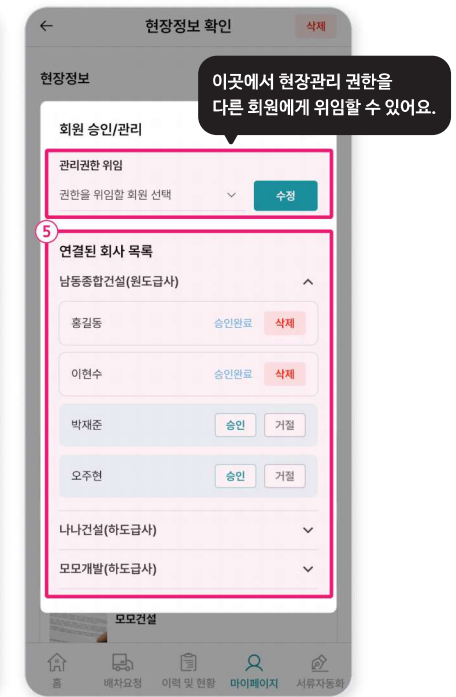 현장정보 확인
삭제
현장정보
이곳에서 현장관리 권한을
다른 회원에게 위임할 수 있어요.
회원 승인/관리
관리권한 위임
권한을 위임할 회원 선택
수정
5
연결된 회사 목록
남동종합건설(원도급사)
홍길동 승인완료 삭제
이현수 승인완료 삭제
박재준 승인 거절
오주현 승인 거절
나나건설(하도급사)
모모개발(하도급사)
모모건설
홈 배차요청 이력 및 현황 마이페이지 서류자동화